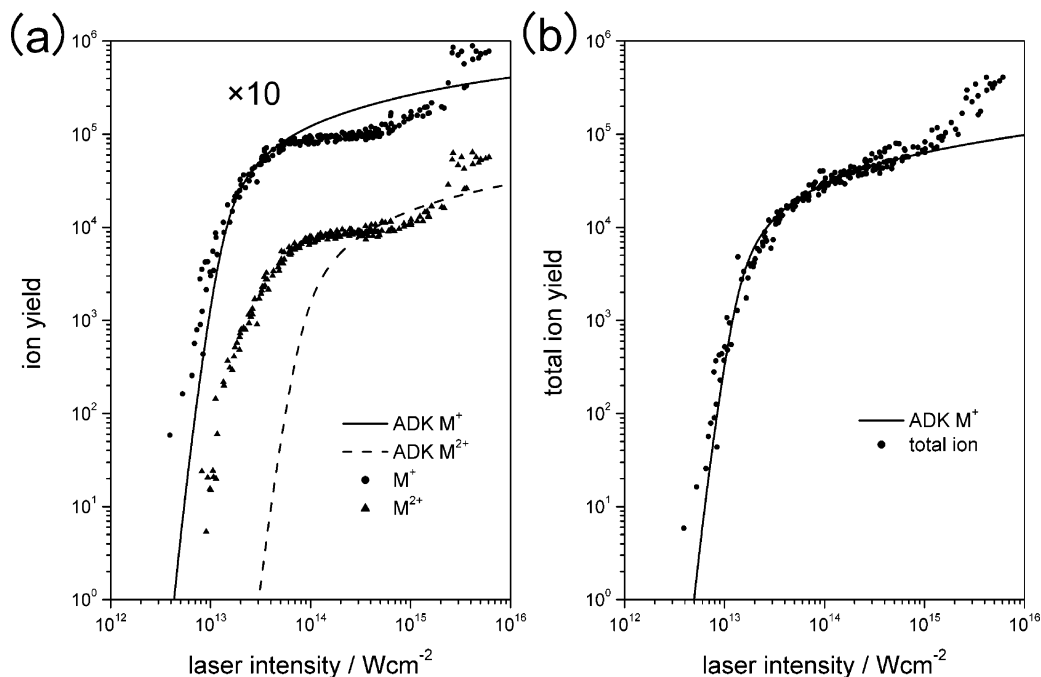 (a)
10⁶
10⁵
10⁴
10³
10²
10¹
10⁰
ion yield
×10
ADK M⁺
ADK M²⁺
M⁺
M²⁺
10¹²
10¹³
10¹⁴
10¹⁵
10¹⁶
laser intensity / Wcm⁻²
(b)
10⁶
10⁵
10⁴
10³
10²
10¹
10⁰
total ion yield
ADK M⁺
total ion
10¹²
10¹³
10¹⁴
10¹⁵
10¹⁶
laser intensity / Wcm⁻²